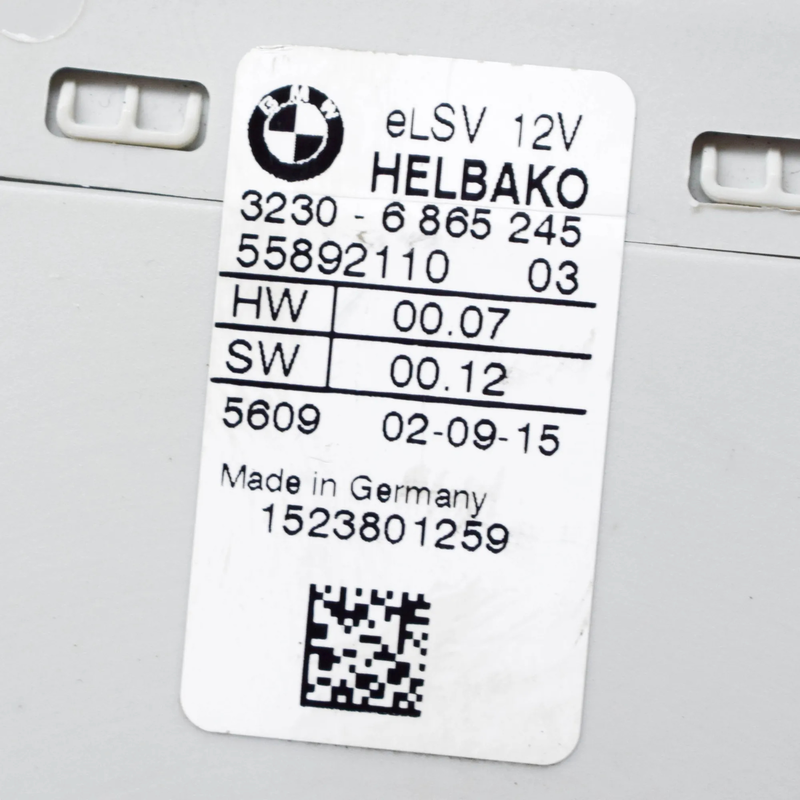 BMW
eLSV 12V
HELBAKO
3230 - 6 865 245
55892110 03
HW 00.07
SW 00.12
5609 02-09-15
Made in Germany
1523801259